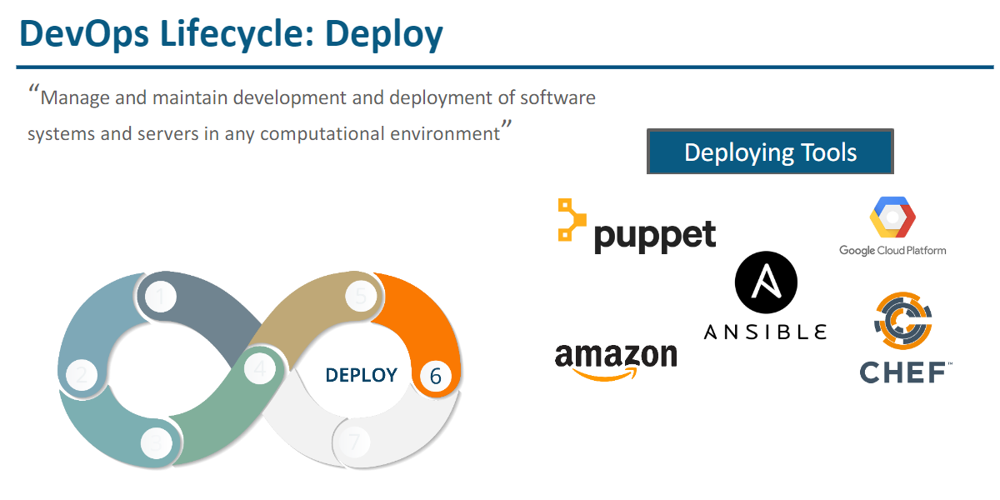 DevOps Lifecycle: Deploy
“Manage and maintain development and deployment of software
systems and servers in any computational environment”
Deploying Tools
puppet
Google Cloud Platform
ANSIBLE
amazon
CHEF™
1
5
2
4
DEPLOY
6
3
7